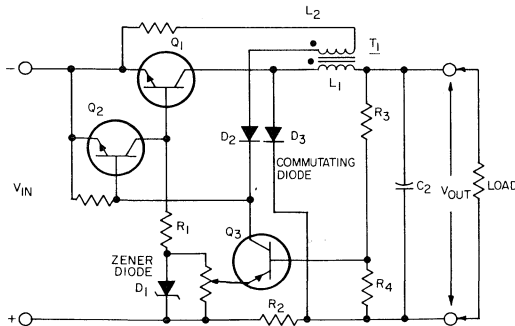 L2
Q1
T1
−
L1
Q2
D2
D3
R3
COMMUTATING
DIODE
VIN
C2
VOUT
LOAD
R1
Q3
ZENER
DIODE
D1
R4
R2
+